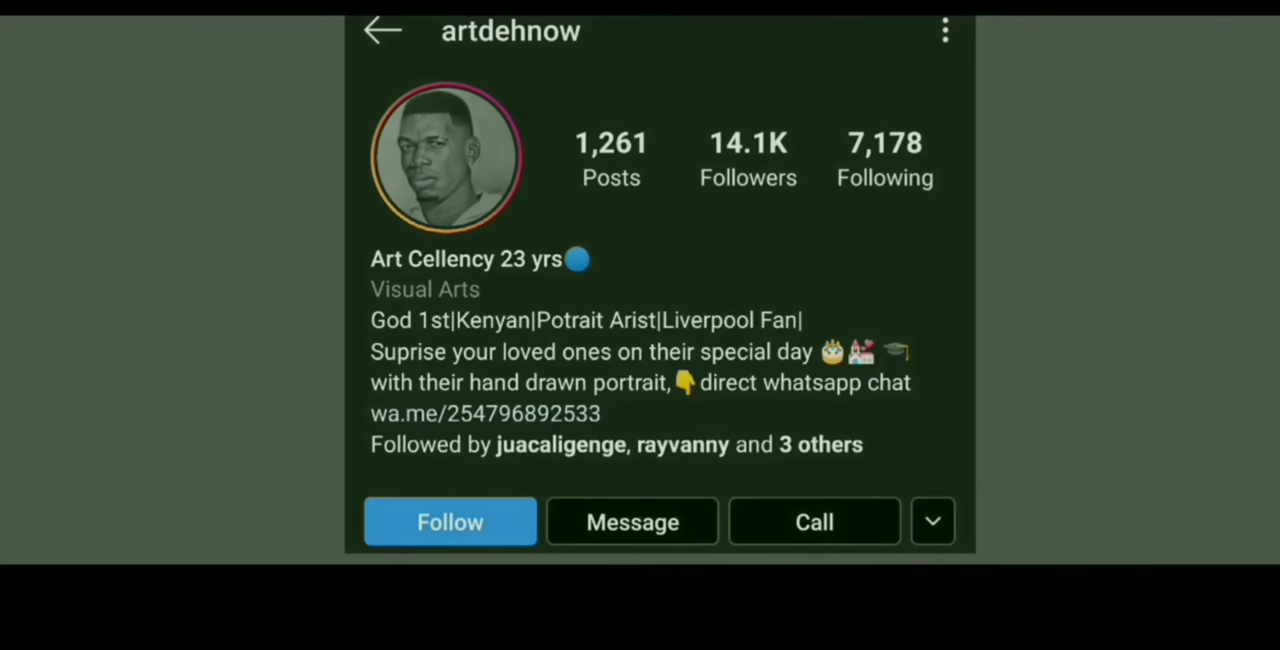 artdehnow
1,261 14.1K 7,178
Posts Followers Following
Art Cellency 23 yrs
Visual Arts
God 1st|Kenyan|Potrait Arist|Liverpool Fan|
Suprise your loved ones on their special day 🎂💒🎓
with their hand drawn portrait,👇direct whatsapp chat
wa.me/254796892533
Followed by juacaligenge, rayvanny and 3 others
Follow Message Call